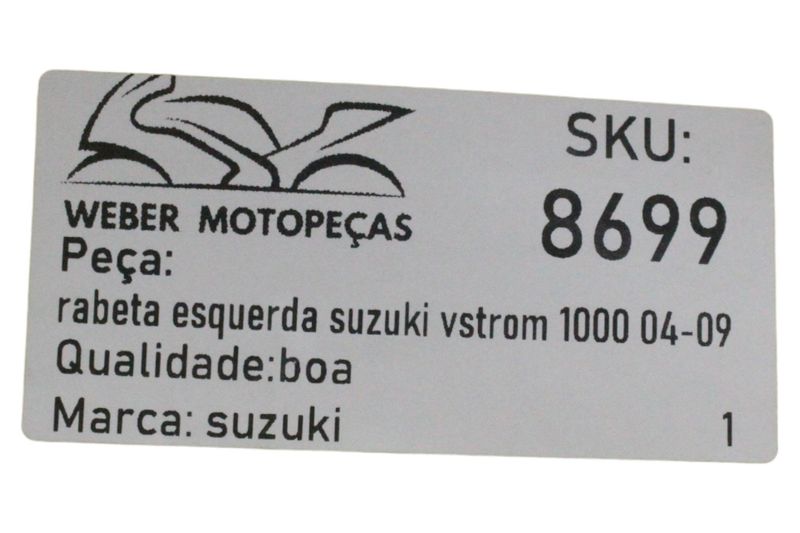 WEBER MOTOPEÇAS
SKU:
8699
Peça:
rabeta esquerda suzuki vstrom 1000 04-09
Qualidade:boa
Marca: suzuki
1